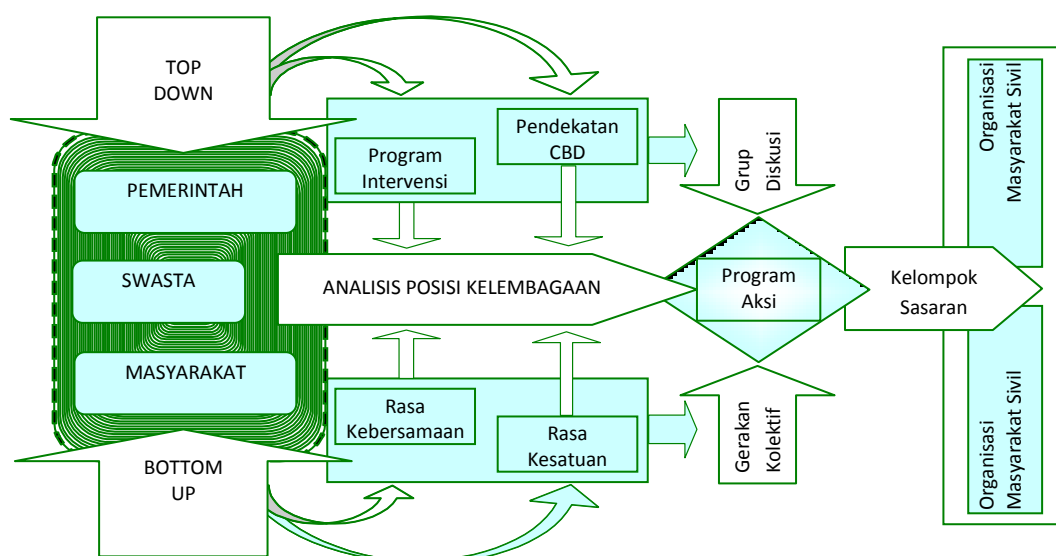 TOP
DOWN
PEMERINTAH
SWASTA
MASYARAKAT
BOTTOM
UP
Program
Intervensi
Pendekatan
CBD
ANALISIS POSISI KELEMBAGAAN
Rasa
Kebersamaan
Rasa
Kesatuan
Grup
Diskusi
Program
Aksi
Gerakan
Kolektif
Kelompok
Sasaran
Organisasi
Masyarakat Sivil
Organisasi
Masyarakat Sivil